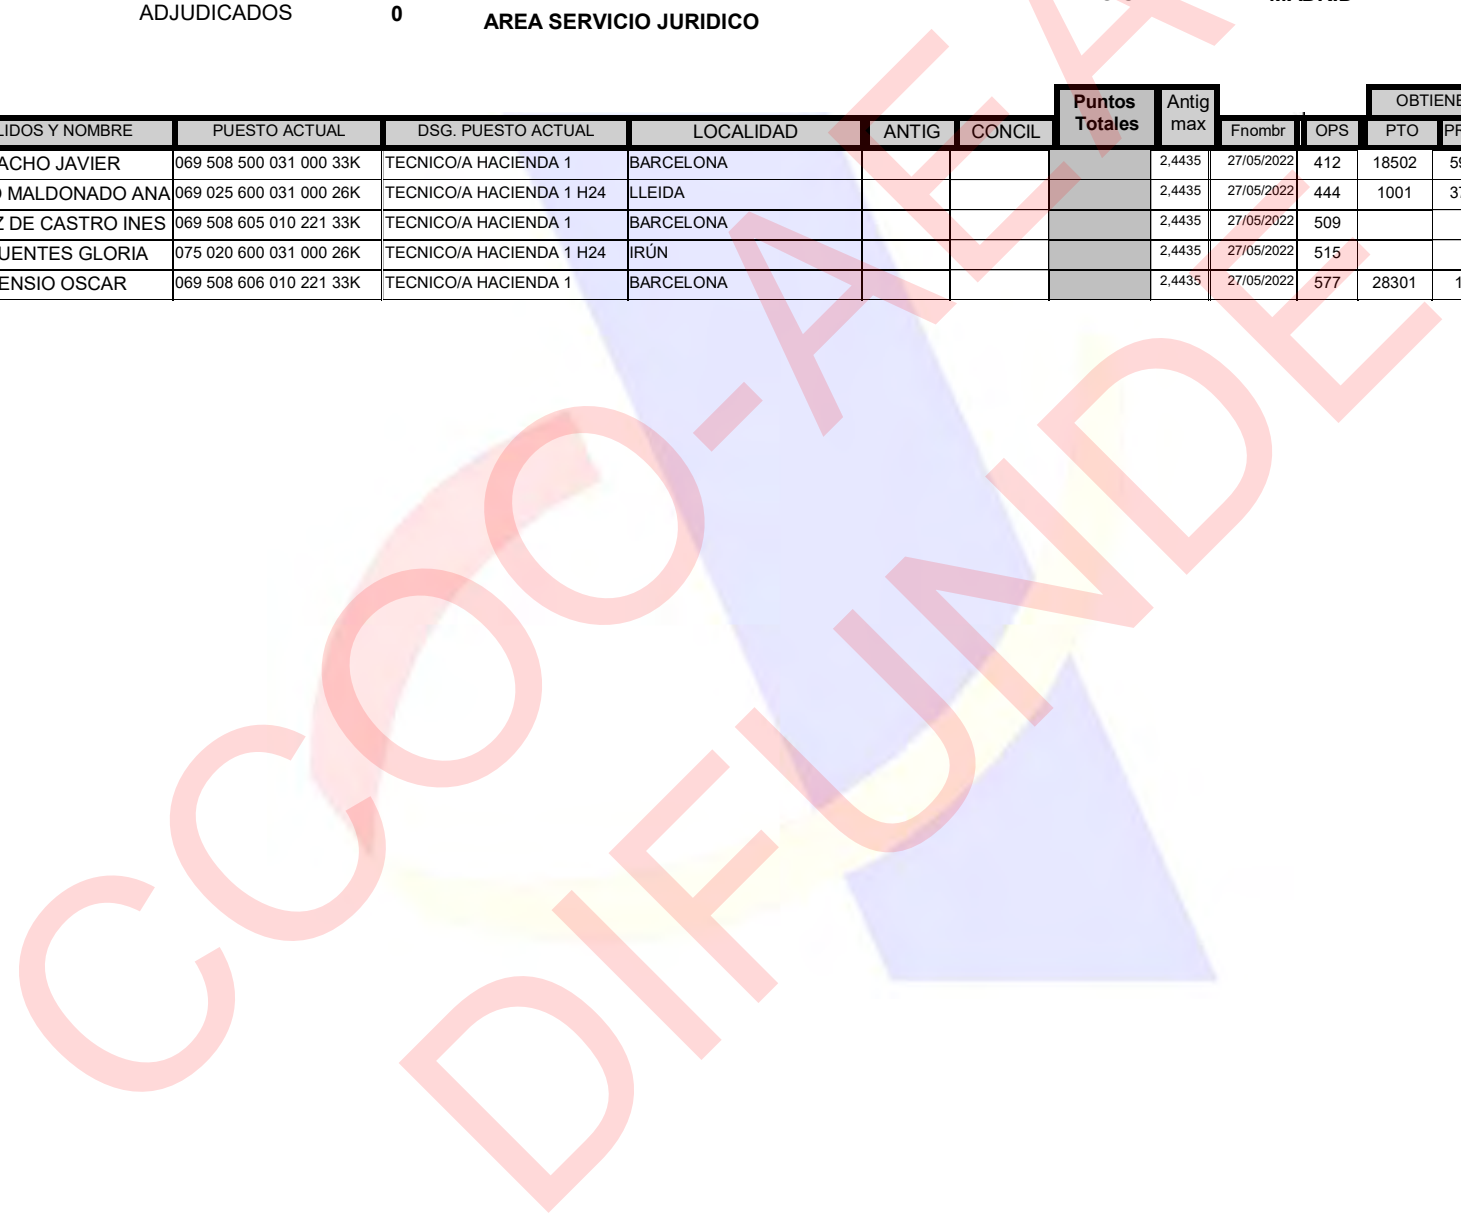 ADJUDICADOS 0 AREA SERVICIO JURIDICO
LIDOS Y NOMBRE PUESTO ACTUAL DSG. PUESTO ACTUAL LOCALIDAD ANTIG CONCIL Puntos Totales Antig max Fnombr OPS OBTIENE PTO PR
ACHO JAVIER 069 508 500 031 000 33K TECNICO/A HACIENDA 1 BARCELONA 2,4435 27/05/2022 412 18502 59
O MALDONADO ANA 069 025 600 031 000 26K TECNICO/A HACIENDA 1 H24 LLEIDA 2,4435 27/05/2022 444 1001 37
Z DE CASTRO INES 069 508 605 010 221 33K TECNICO/A HACIENDA 1 BARCELONA 2,4435 27/05/2022 509
UENTES GLORIA 075 020 600 031 000 26K TECNICO/A HACIENDA 1 H24 IRÚN 2,4435 27/05/2022 515
ENSIO OSCAR 069 508 606 010 221 33K TECNICO/A HACIENDA 1 BARCELONA 2,4435 27/05/2022 577 28301 1
CCOO-AEA
DIFUNDE